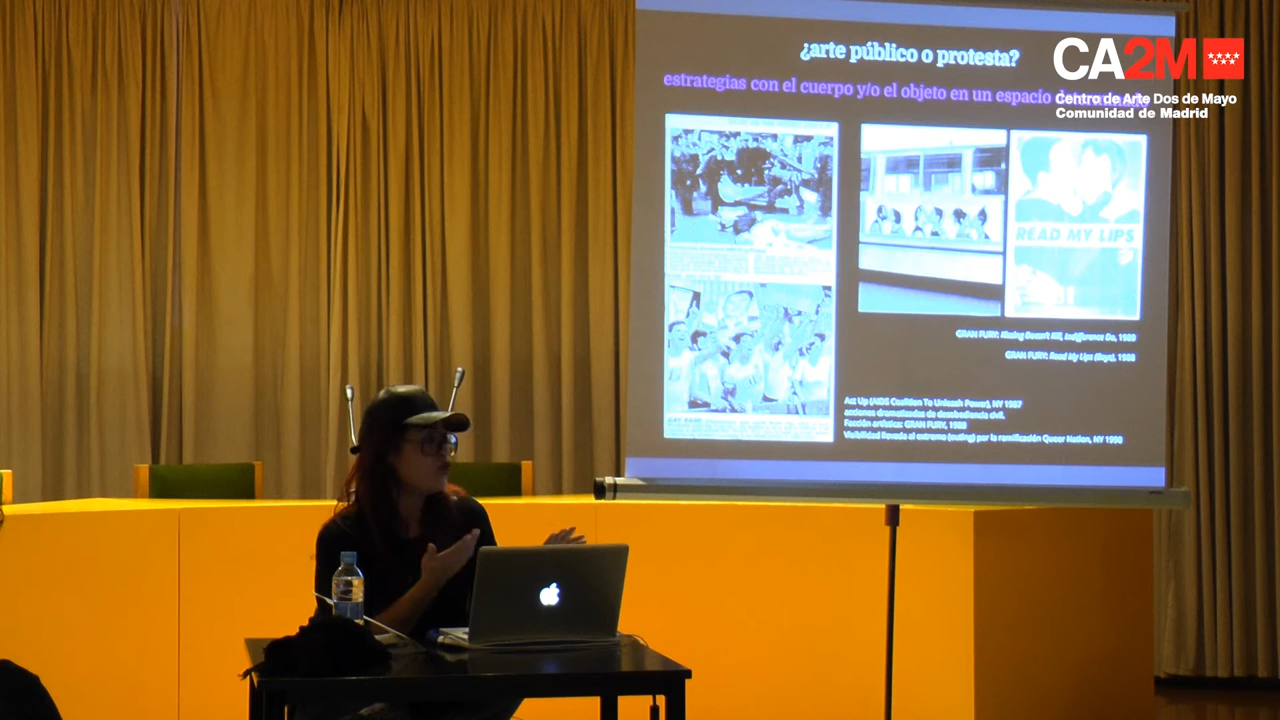 ¿arte público o protesta?
estrategias con el cuerpo y/o el objeto en un espacio
CA2M
Centro de Arte Dos de Mayo
Comunidad de Madrid
READ MY LIPS
GRAN FURY: Kissing Doesn't Kill, Indifference Do, 1989
GRAN FURY: Read My Lips (Boys), 1988
Act Up (AIDS Coalition To Unleash Power), NY 1987
acciones dramatizadas de desobediencia civil.
Facción artística: GRAN FURY, 1988
Visibilidad llevada al extremo (outing) por la ramificación Queer Nation, NY 1990